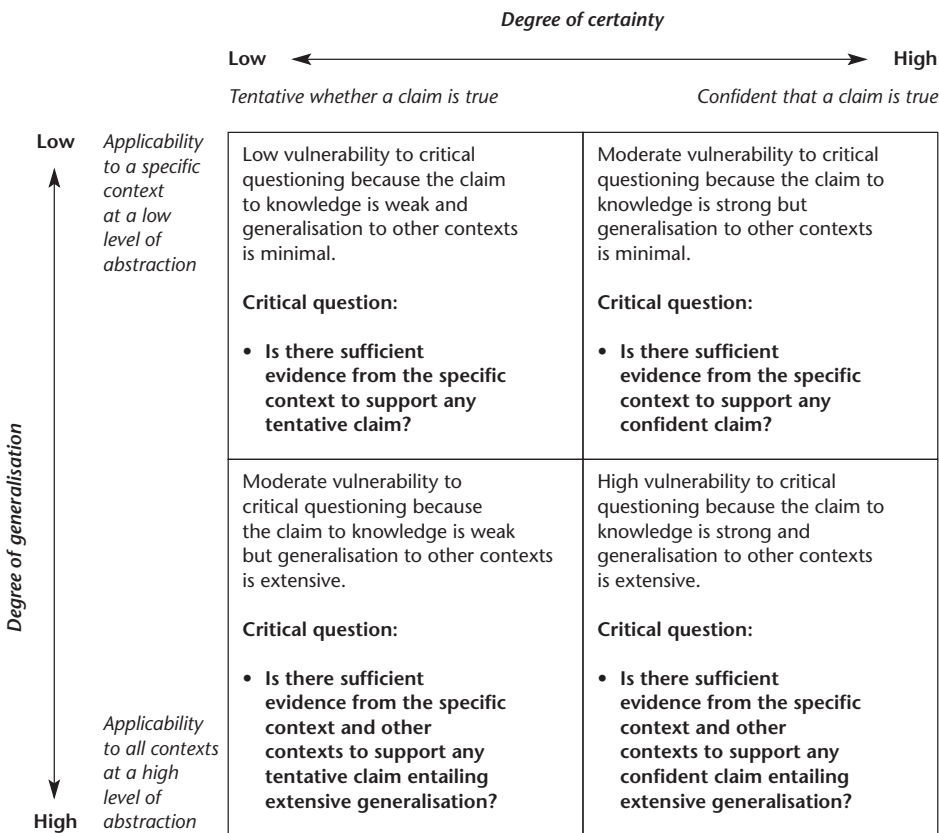 Degree of certainty
Low High
Tentative whether a claim is true Confident that a claim is true
Degree of generalisation
Low
Applicability
to a specific
context
at a low
level of
abstraction
Low vulnerability to critical
questioning because the claim
to knowledge is weak and
generalisation to other contexts
is minimal.
Critical question:
• Is there sufficient
evidence from the specific
context to support any
tentative claim?
Moderate vulnerability to critical
questioning because the claim to
knowledge is strong but
generalisation to other contexts
is minimal.
Critical question:
• Is there sufficient
evidence from the specific
context to support any
confident claim?
High
Applicability
to all contexts
at a high
level of
abstraction
Moderate vulnerability to
critical questioning because
the claim to knowledge is weak
but generalisation to other contexts
is extensive.
Critical question:
• Is there sufficient
evidence from the specific
context and other
contexts to support any
tentative claim entailing
extensive generalisation?
High vulnerability to critical
questioning because the claim to
knowledge is strong and
generalisation to other contexts
is extensive.
Critical question:
• Is there sufficient
evidence from the specific
context and other
contexts to support any
confident claim entailing
extensive generalisation?